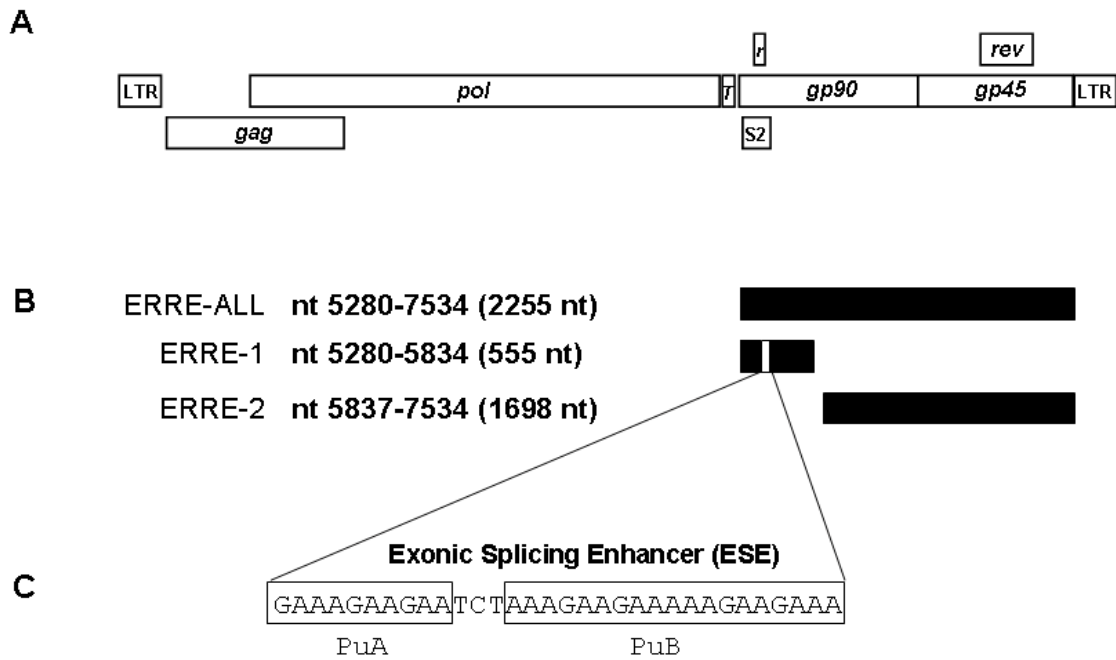 A
r
rev
LTR
pol
T
gp90
gp45
LTR
gag
S2
B
ERRE-ALL nt 5280-7534 (2255 nt)
ERRE-1 nt 5280-5834 (555 nt)
ERRE-2 nt 5837-7534 (1698 nt)
Exonic Splicing Enhancer (ESE)
C
GAAAGAAGAATCTAAAGAAGAAAAAGAAGAAA
PuA
PuB